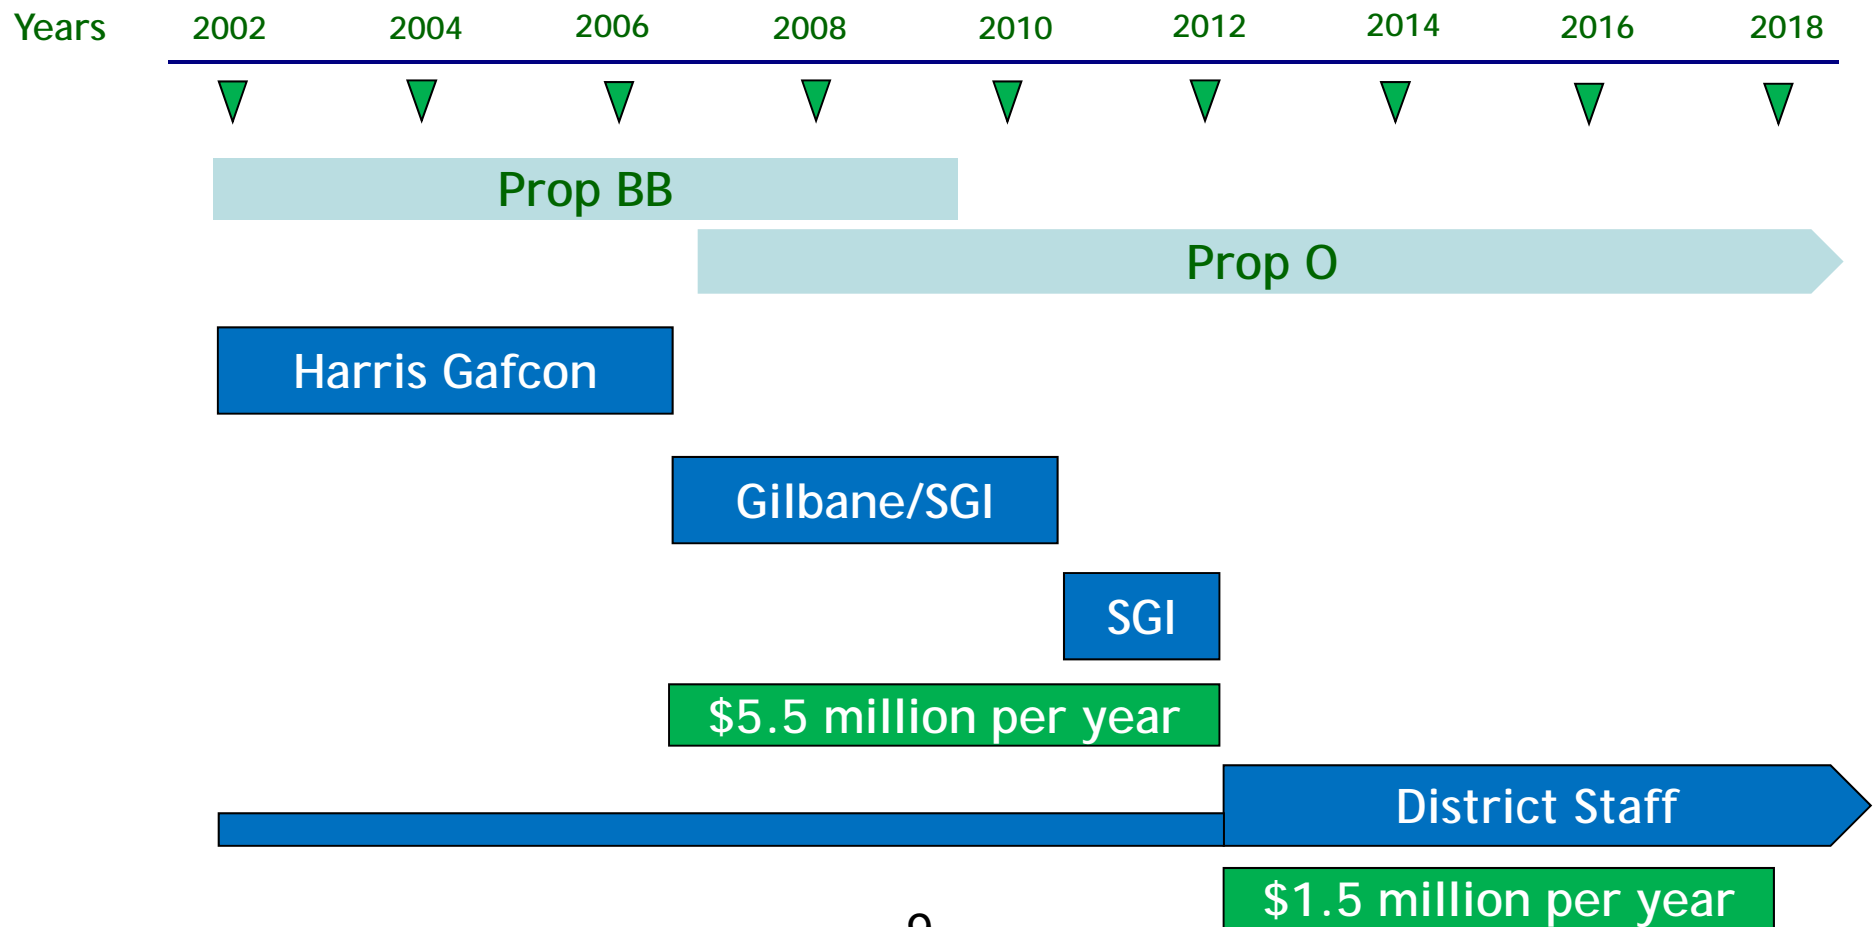 Years 2002 2004 2006 2008 2010 2012 2014 2016 2018
Prop BB
Prop O
Harris Gafcon
Gilbane/SGI
SGI
$5.5 million per year
District Staff
$1.5 million per year